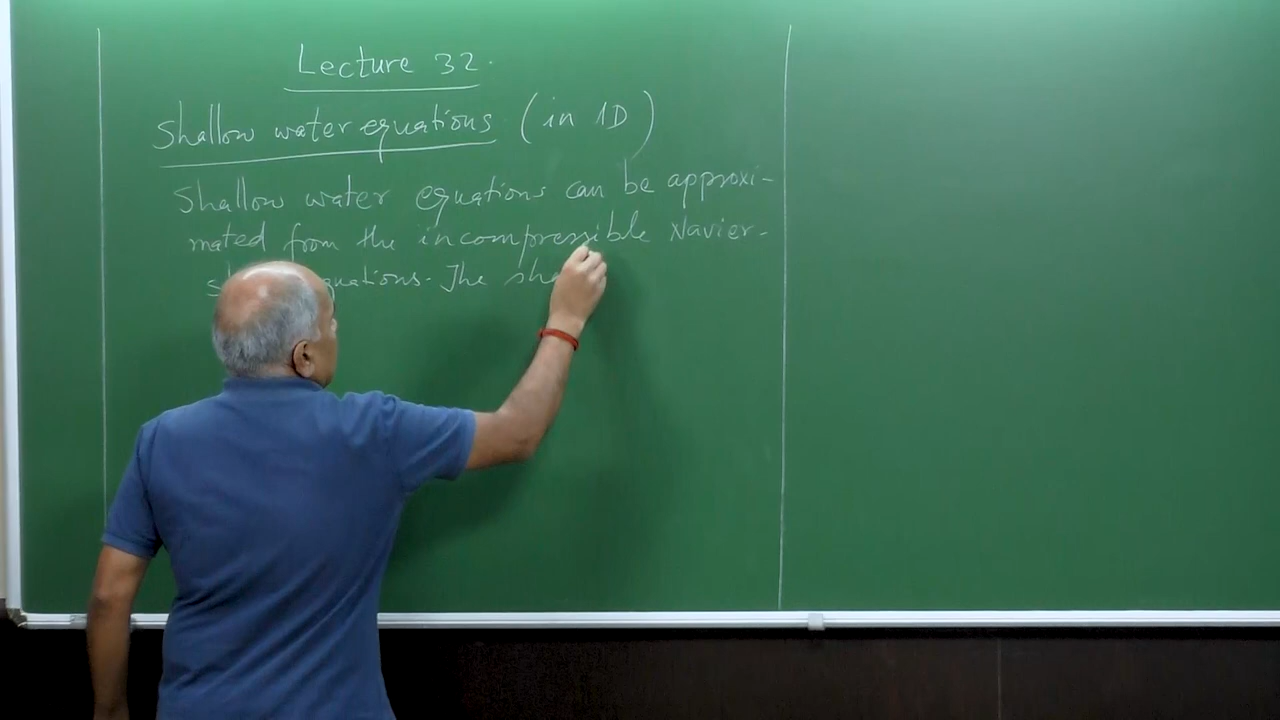 Lecture 32.
Shallow water equations (in 1D)
Shallow water equations can be approxi-
mated from the incompressible Navier-
equations. The